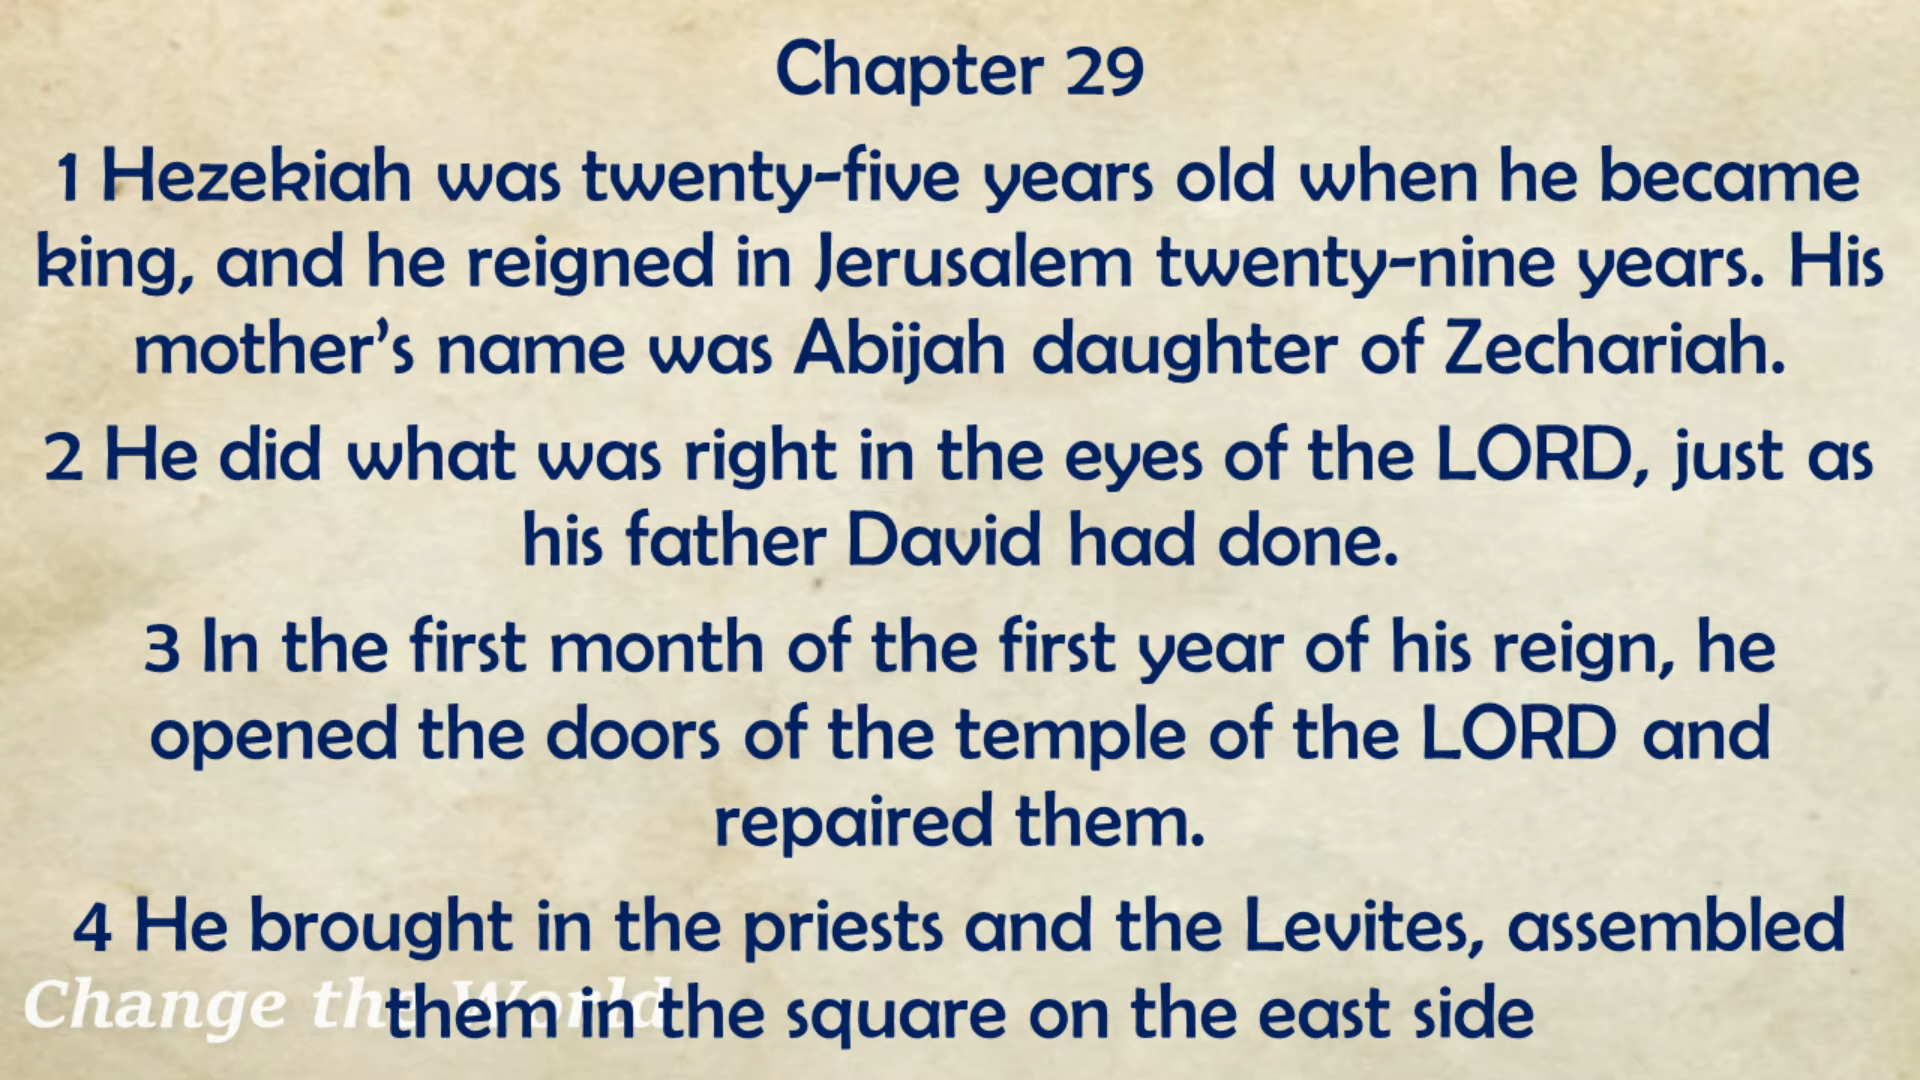 Chapter 29
1 Hezekiah was twenty-five years old when he became
king, and he reigned in Jerusalem twenty-nine years. His
mother’s name was Abijah daughter of Zechariah.
2 He did what was right in the eyes of the LORD, just as
his father David had done.
3 In the first month of the first year of his reign, he
opened the doors of the temple of the LORD and
repaired them.
4 He brought in the priests and the Levites, assembled
them in the square on the east side
Change the World